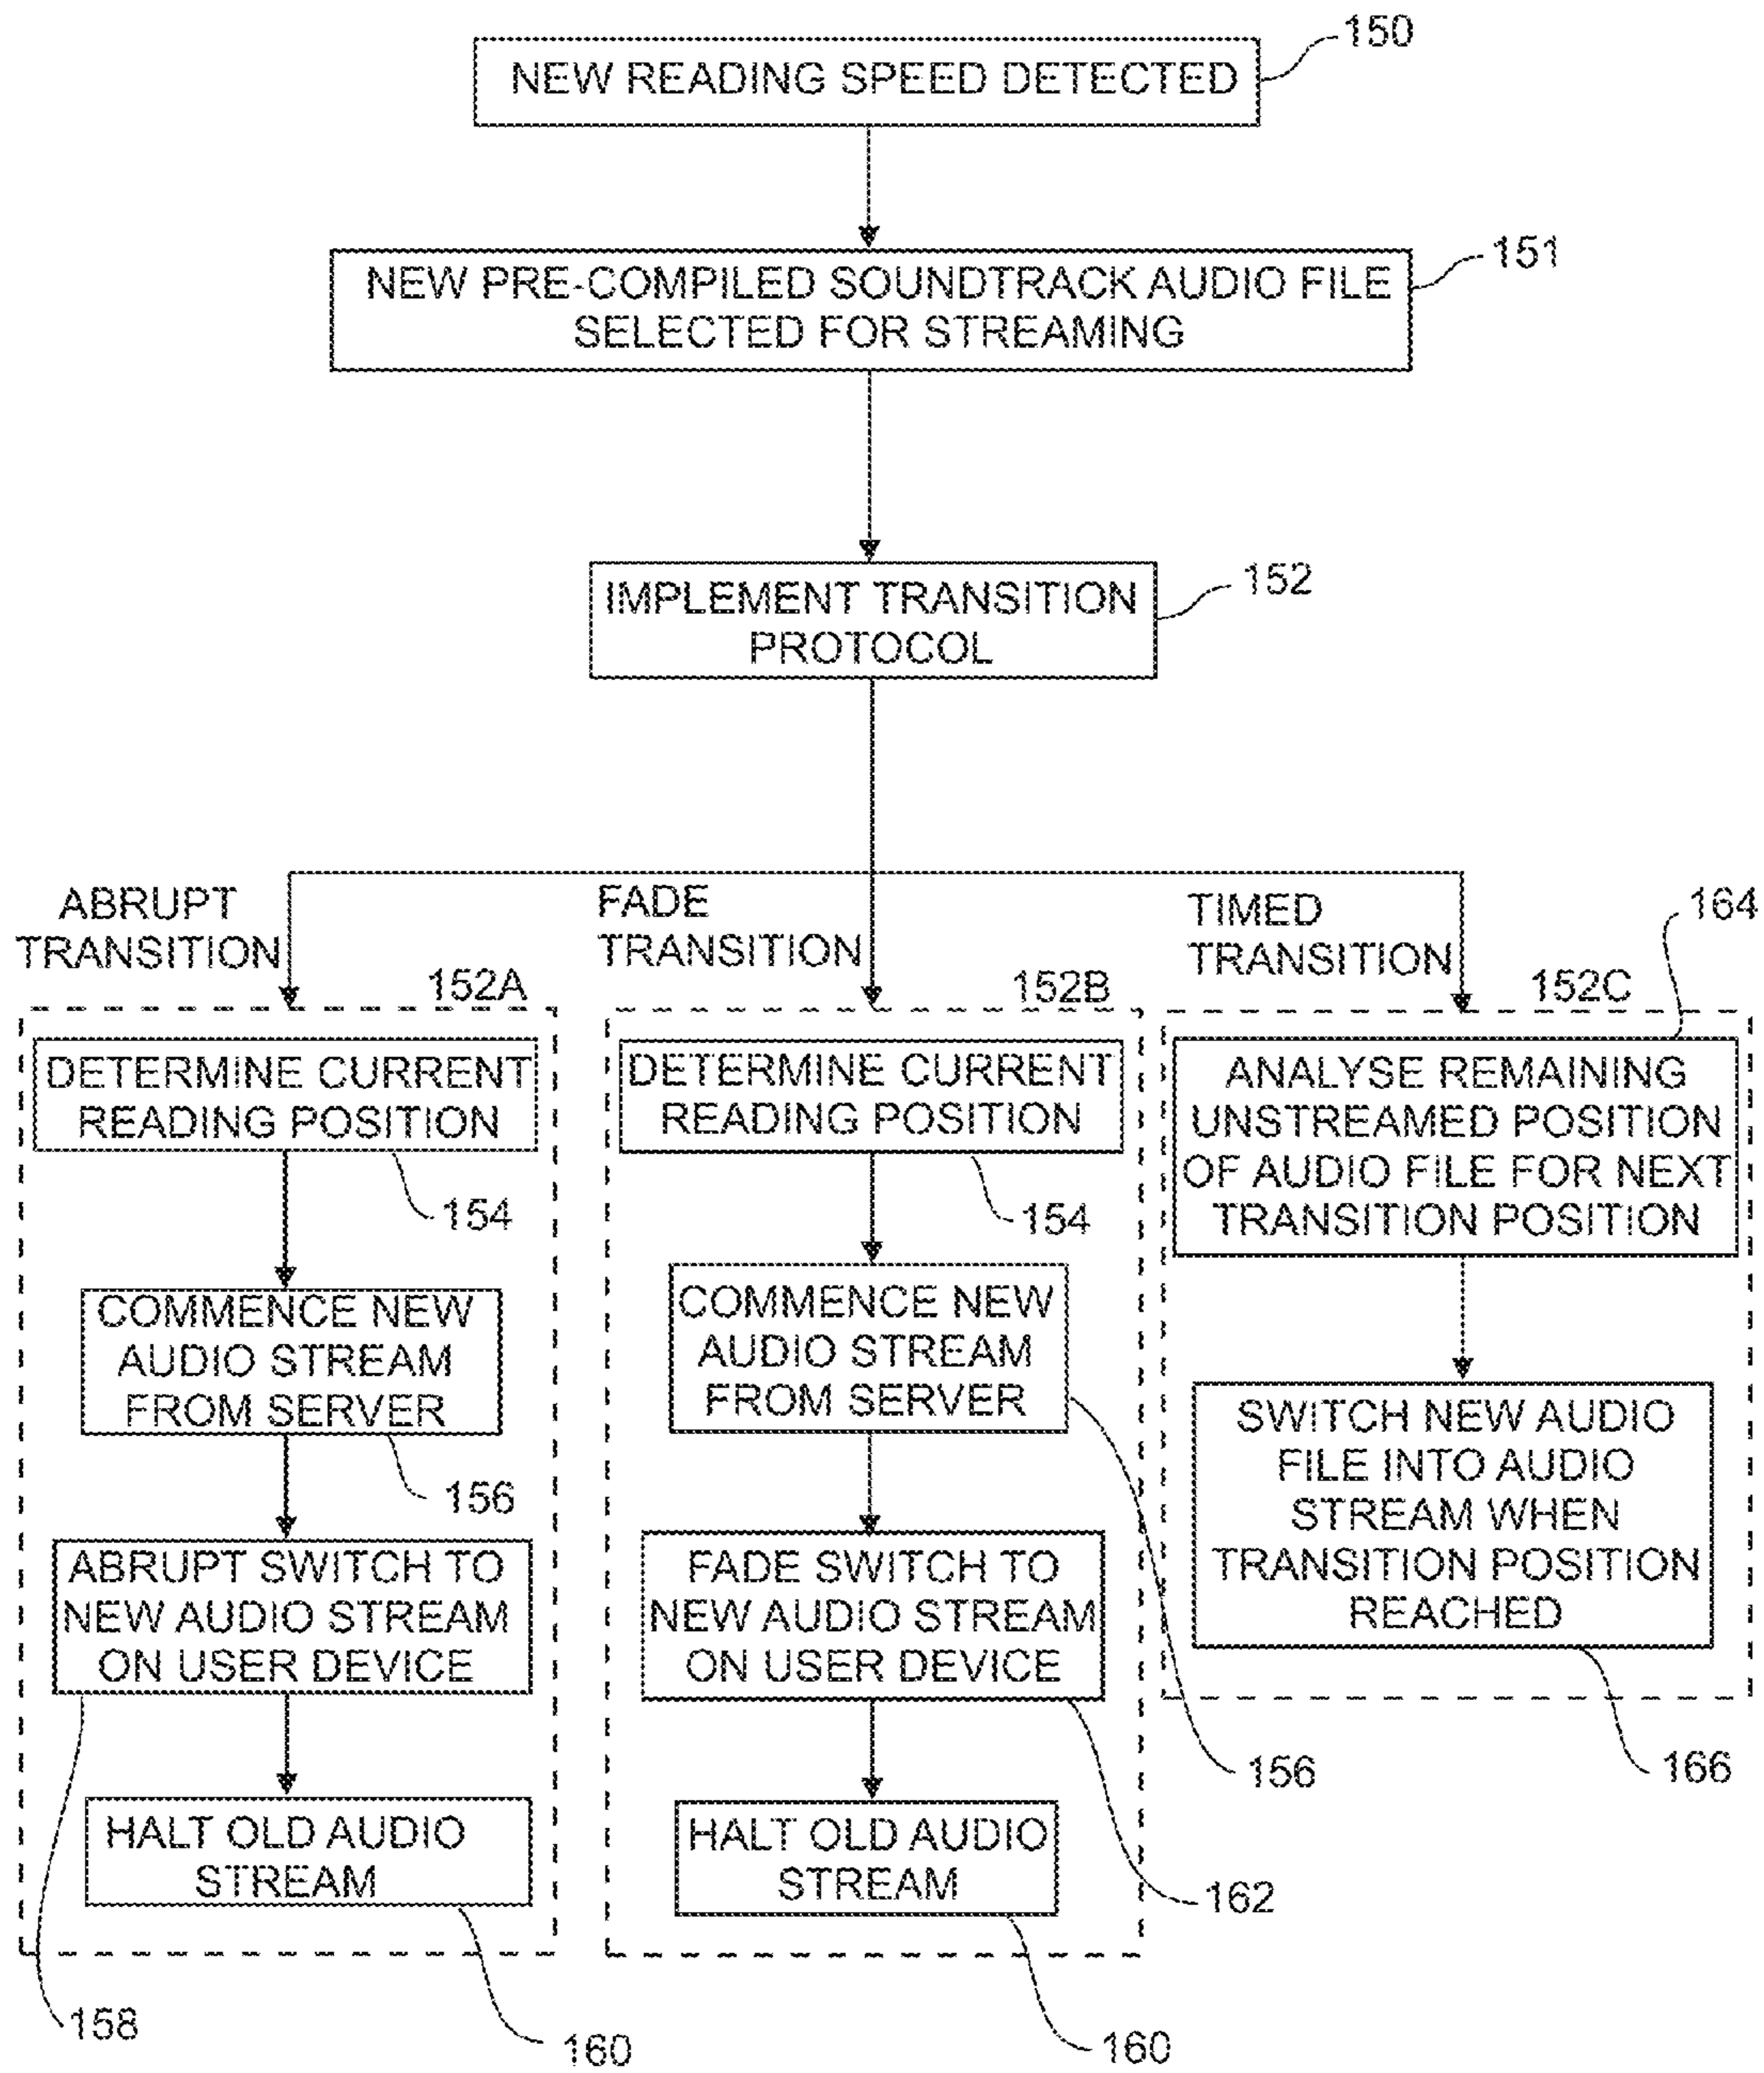 150
NEW READING SPEED DETECTED
151
NEW PRE-COMPILED SOUNDTRACK AUDIO FILE
SELECTED FOR STREAMING
152
IMPLEMENT TRANSITION
PROTOCOL
ABRUPT
TRANSITION
152A
DETERMINE CURRENT
READING POSITION
154
COMMENCE NEW
AUDIO STREAM
FROM SERVER
156
ABRUPT SWITCH TO
NEW AUDIO STREAM
ON USER DEVICE
158
HALT OLD AUDIO
STREAM
160
FADE
TRANSITION
152B
DETERMINE CURRENT
READING POSITION
154
COMMENCE NEW
AUDIO STREAM
FROM SERVER
156
FADE SWITCH TO
NEW AUDIO STREAM
ON USER DEVICE
162
HALT OLD AUDIO
STREAM
160
TIMED
TRANSITION
164
152C
ANALYSE REMAINING
UNSTREAMED POSITION
OF AUDIO FILE FOR NEXT
TRANSITION POSITION
SWITCH NEW AUDIO
FILE INTO AUDIO
STREAM WHEN
TRANSITION POSITION
REACHED
166